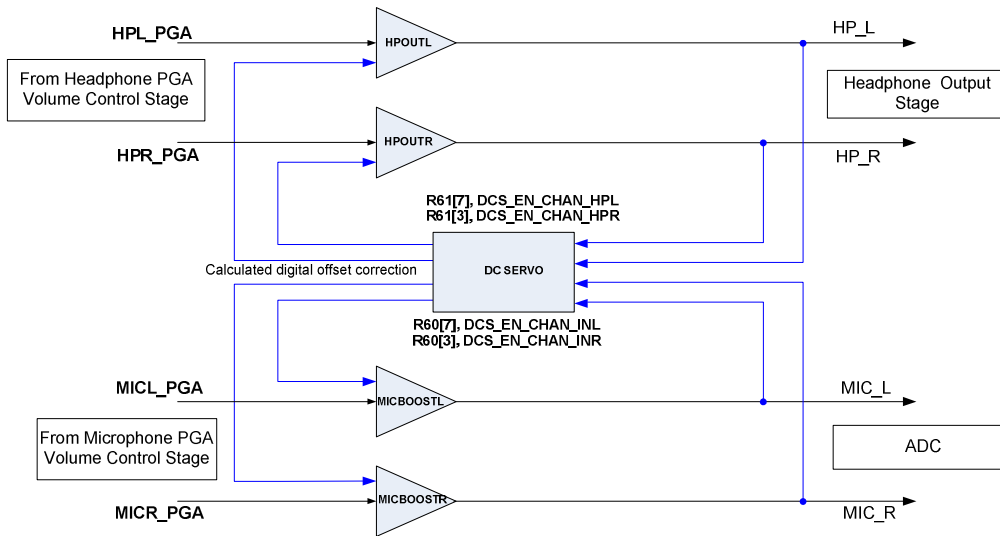 HPL_PGA
HPOUTL
HP_L
From Headphone PGA
Volume Control Stage
Headphone Output
Stage
HPR_PGA
HPOUTR
HP_R
R61[7], DCS_EN_CHAN_HPL
R61[3], DCS_EN_CHAN_HPR
Calculated digital offset correction
DC SERVO
R60[7], DCS_EN_CHAN_INL
R60[3], DCS_EN_CHAN_INR
MICL_PGA
MICBOOSTL
MIC_L
From Microphone PGA
Volume Control Stage
ADC
MICR_PGA
MICBOOSTR
MIC_R